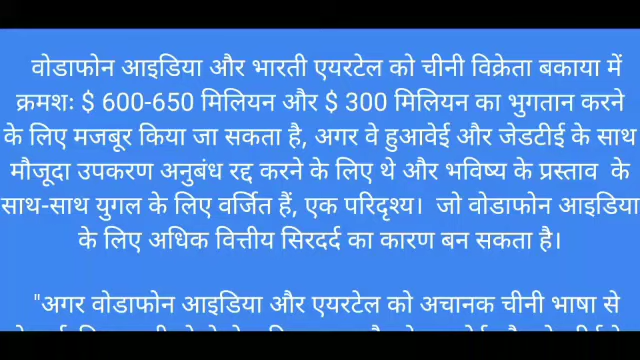 वोडाफोन आइडिया और भारती एयरटेल को चीनी विक्रेता बकाया में
क्रमशः $ 600-650 मिलियन और $ 300 मिलियन का भुगतान करने
के लिए मजबूर किया जा सकता है, अगर वे हुआवेई और जेडटीई के साथ
मौजूदा उपकरण अनुबंध रद्द करने के लिए थे और भविष्य के प्रस्ताव के
साथ-साथ युगल के लिए वर्जित हैं, एक परिदृश्य। जो वोडाफोन आइडिया
के लिए अधिक वित्तीय सिरदर्द का कारण बन सकता है।
"अगर वोडाफोन आइडिया और एयरटेल को अचानक चीनी भाषा से